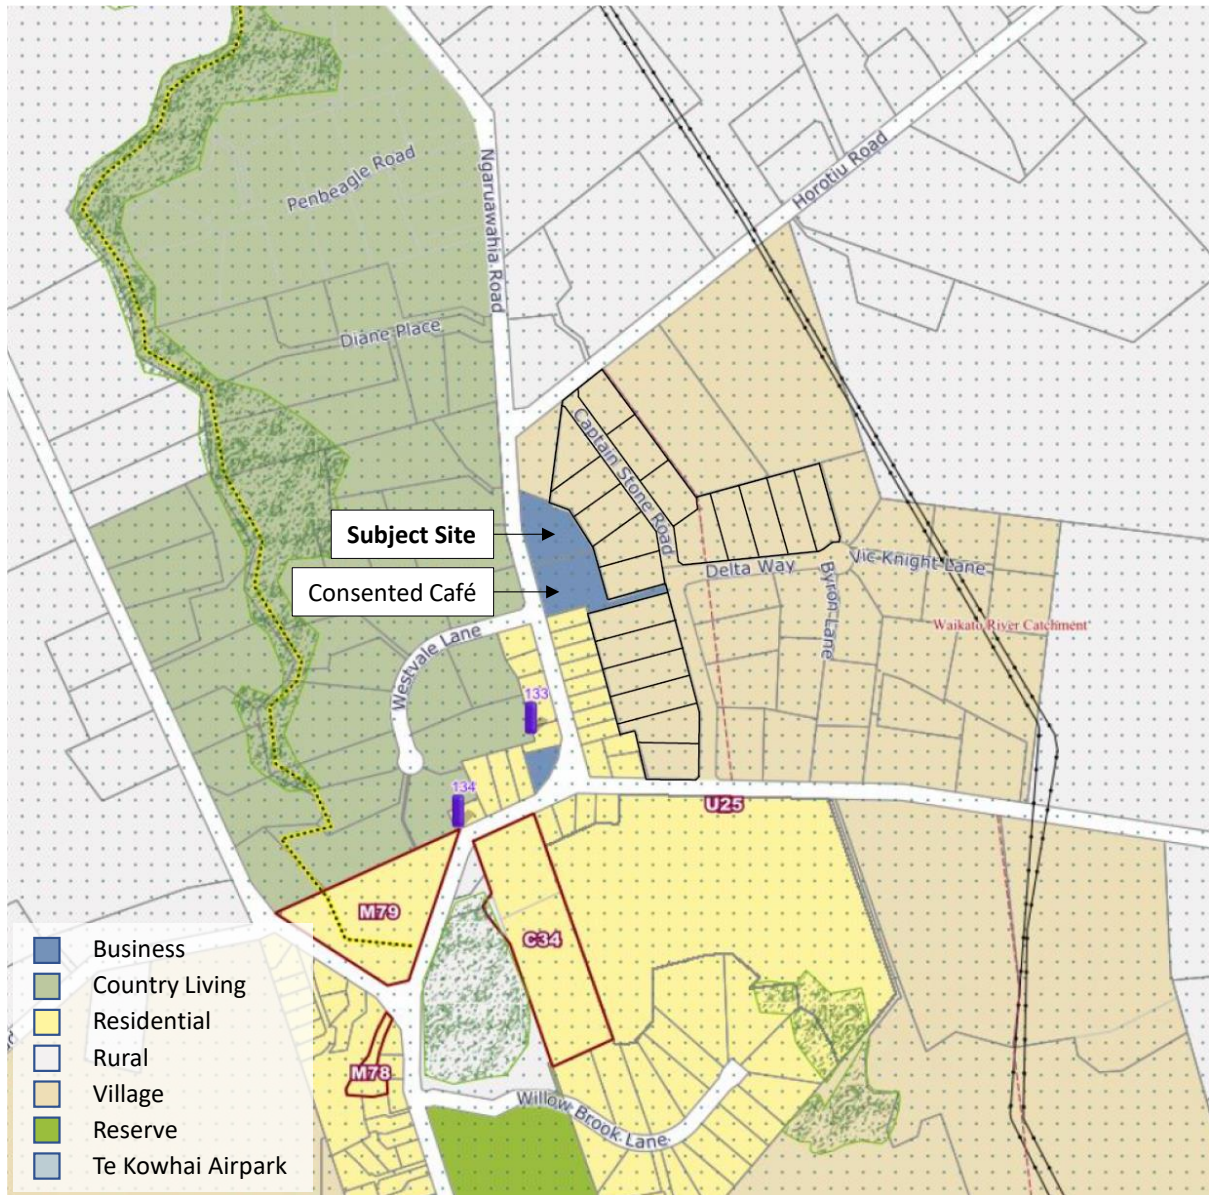 Penbeagle Road
Ngaruawahia Road
Horotiu Road
Diane Place
Captain Stone Road
Subject Site
Consented Café
Delta Way
Vic Knight Lane
Byron Lane
Westvale Lane
Waikato River Catchment
133
134
U25
M79
C34
M78
Willow Brook Lane
Business
Country Living
Residential
Rural
Village
Reserve
Te Kowhai Airpark